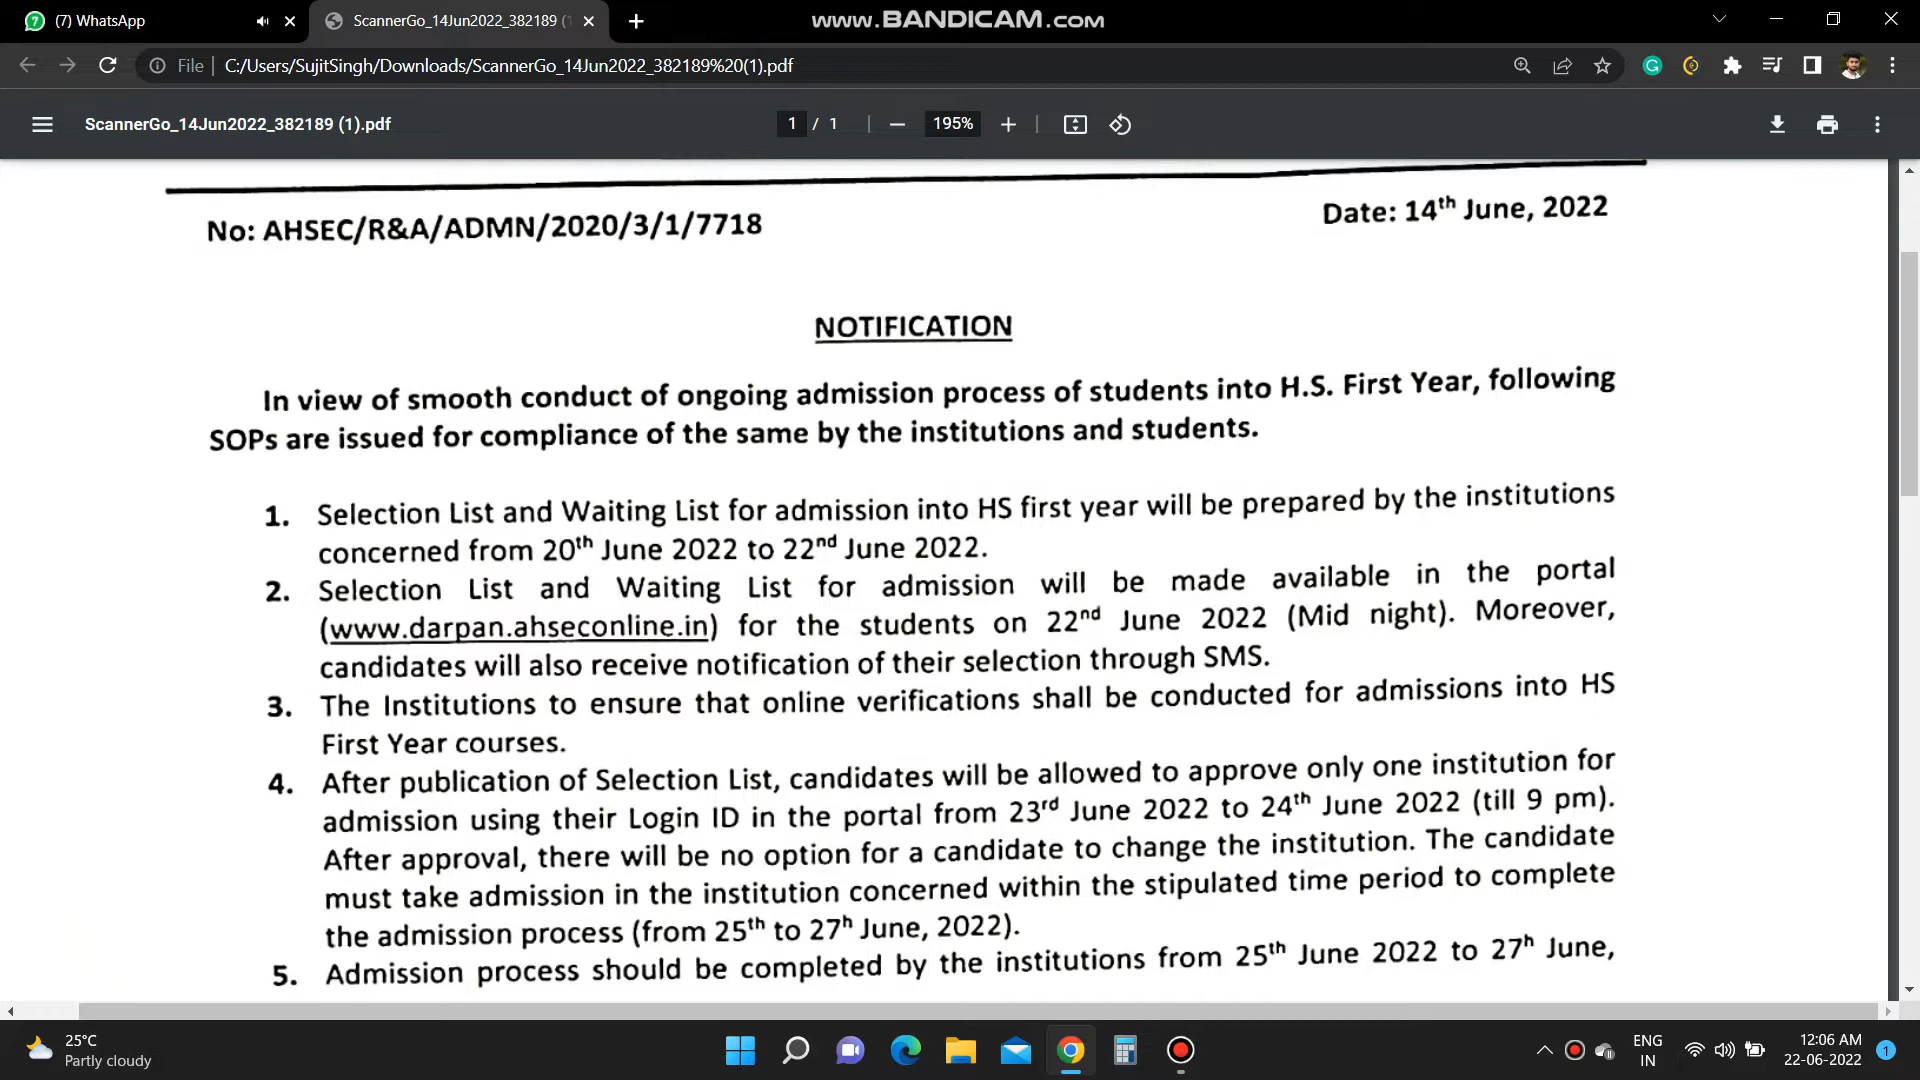 (7) WhatsApp
ScannerGo_14Jun2022_382189 (
www.BANDICAM.com
File
C:/Users/SujitSingh/Downloads/ScannerGo_14Jun2022_382189%20(1).pdf
ScannerGo_14Jun2022_382189 (1).pdf
1 / 1
195%
No: AHSEC/R&A/ADMN/2020/3/1/7718
Date: 14th June, 2022
NOTIFICATION
In view of smooth conduct of ongoing admission process of students into H.S. First Year, following
SOPs are issued for compliance of the same by the institutions and students.
1. Selection List and Waiting List for admission into HS first year will be prepared by the institutions
concerned from 20th June 2022 to 22nd June 2022.
2. Selection List and Waiting List for admission will be made available in the portal
(www.darpan.ahseconline.in) for the students on 22nd June 2022 (Mid night). Moreover,
candidates will also receive notification of their selection through SMS.
3. The Institutions to ensure that online verifications shall be conducted for admissions into HS
First Year courses.
4. After publication of Selection List, candidates will be allowed to approve only one institution for
admission using their Login ID in the portal from 23rd June 2022 to 24th June 2022 (till 9 pm).
After approval, there will be no option for a candidate to change the institution. The candidate
must take admission in the institution concerned within the stipulated time period to complete
the admission process (from 25th to 27h June, 2022).
5. Admission process should be completed by the institutions from 25th June 2022 to 27h June,
25°C
Partly cloudy
ENG
IN
12:06 AM
22-06-2022
1